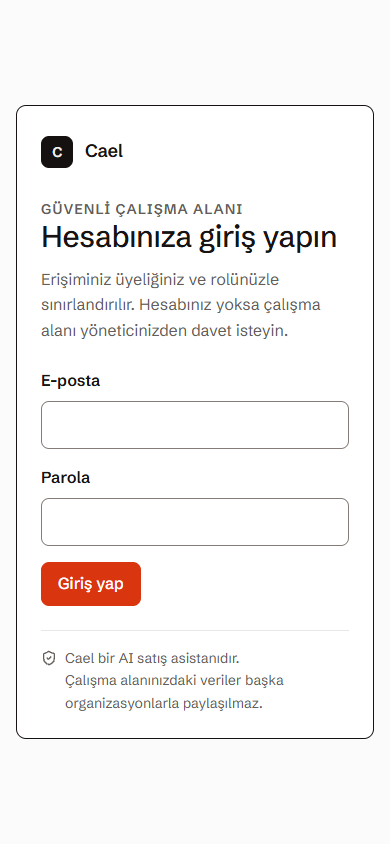 C
Cael
GÜVENLİ ÇALIŞMA ALANI
Hesabınıza giriş yapın
Erişiminiz üyeliğiniz ve rolünüzle
sınırlandırılır. Hesabınız yoksa çalışma
alanı yöneticinizden davet isteyin.
E-posta
Parola
Giriş yap
Cael bir AI satış asistanıdır.
Çalışma alanınızdaki veriler başka
organizasyonlarla paylaşılmaz.